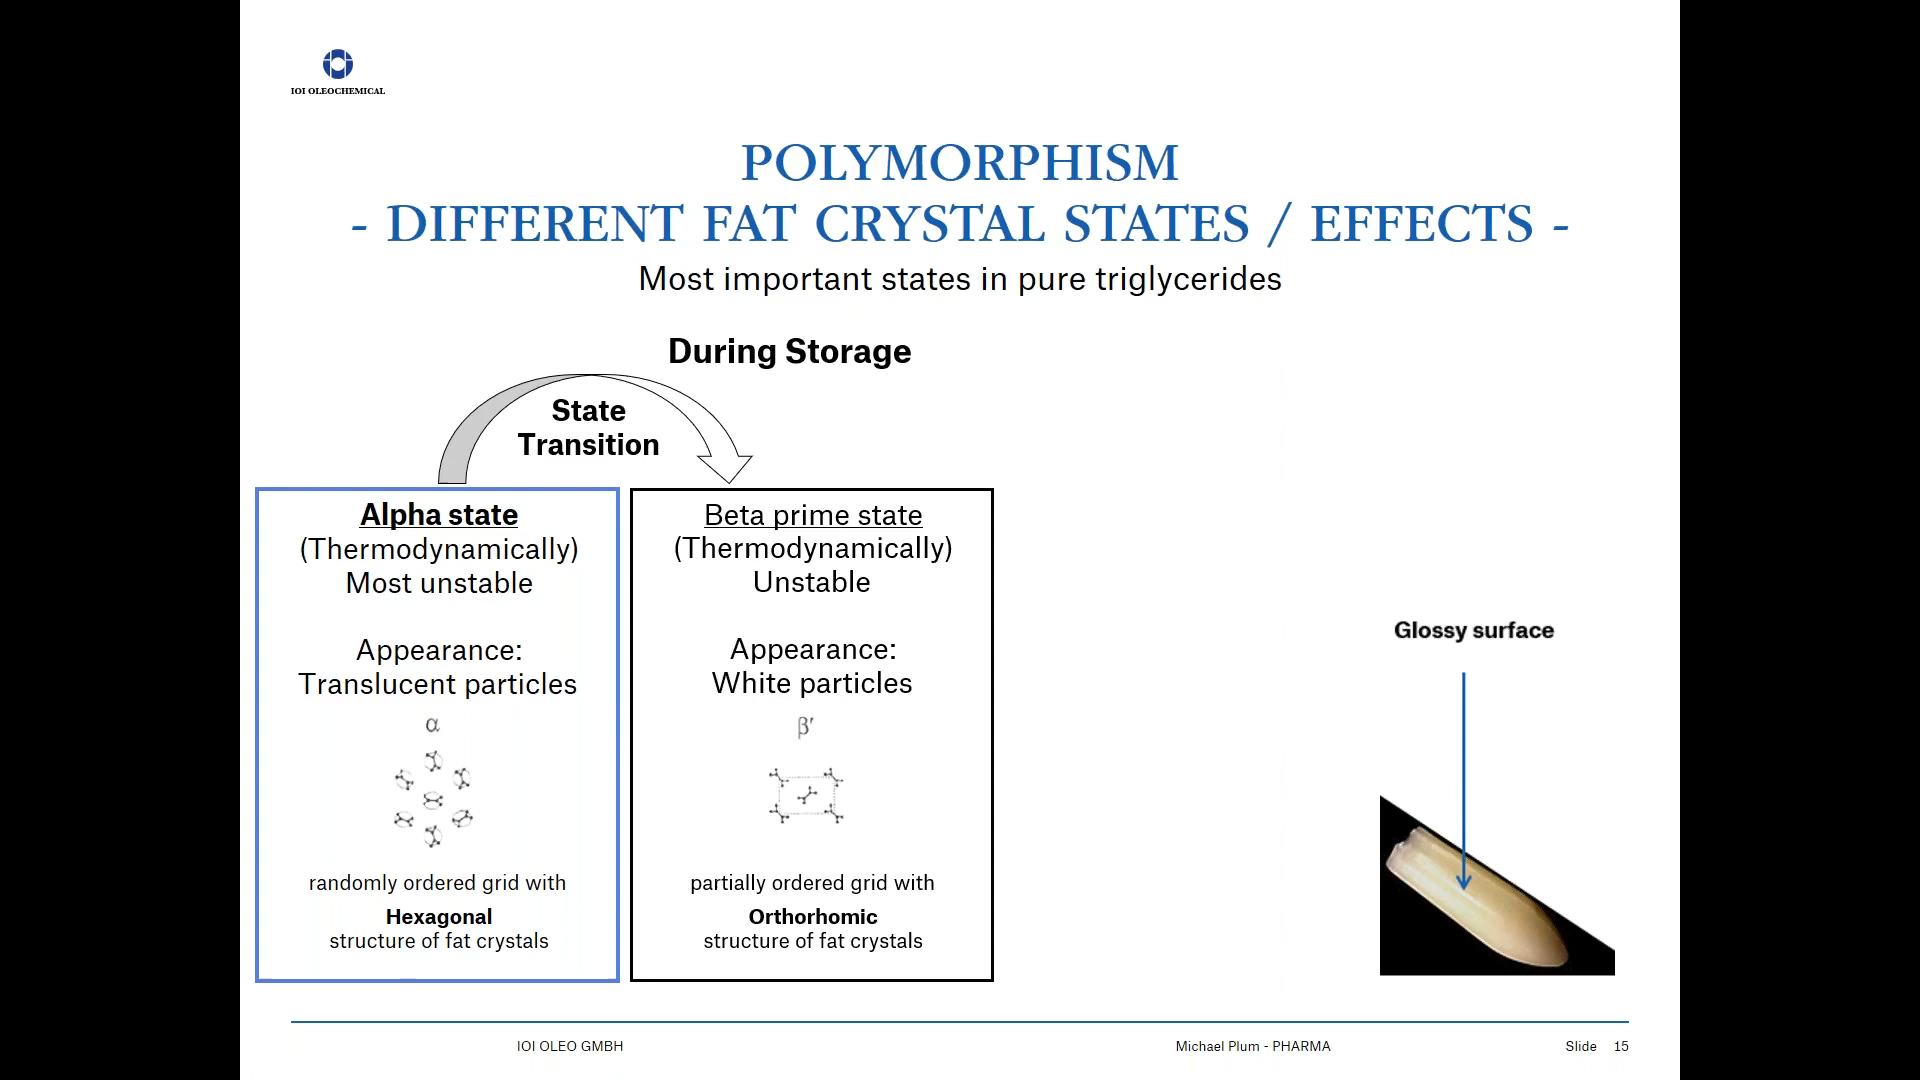 IOI OLEOCHEMICAL
POLYMORPHISM
- DIFFERENT FAT CRYSTAL STATES / EFFECTS -
Most important states in pure triglycerides
During Storage
State
Transition
Alpha state
(Thermodynamically)
Most unstable
Appearance:
Translucent particles
α
randomly ordered grid with
Hexagonal
structure of fat crystals
Beta prime state
(Thermodynamically)
Unstable
Appearance:
White particles
β′
partially ordered grid with
Orthorhomic
structure of fat crystals
Glossy surface
IOI OLEO GMBH
Michael Plum - PHARMA
Slide 15